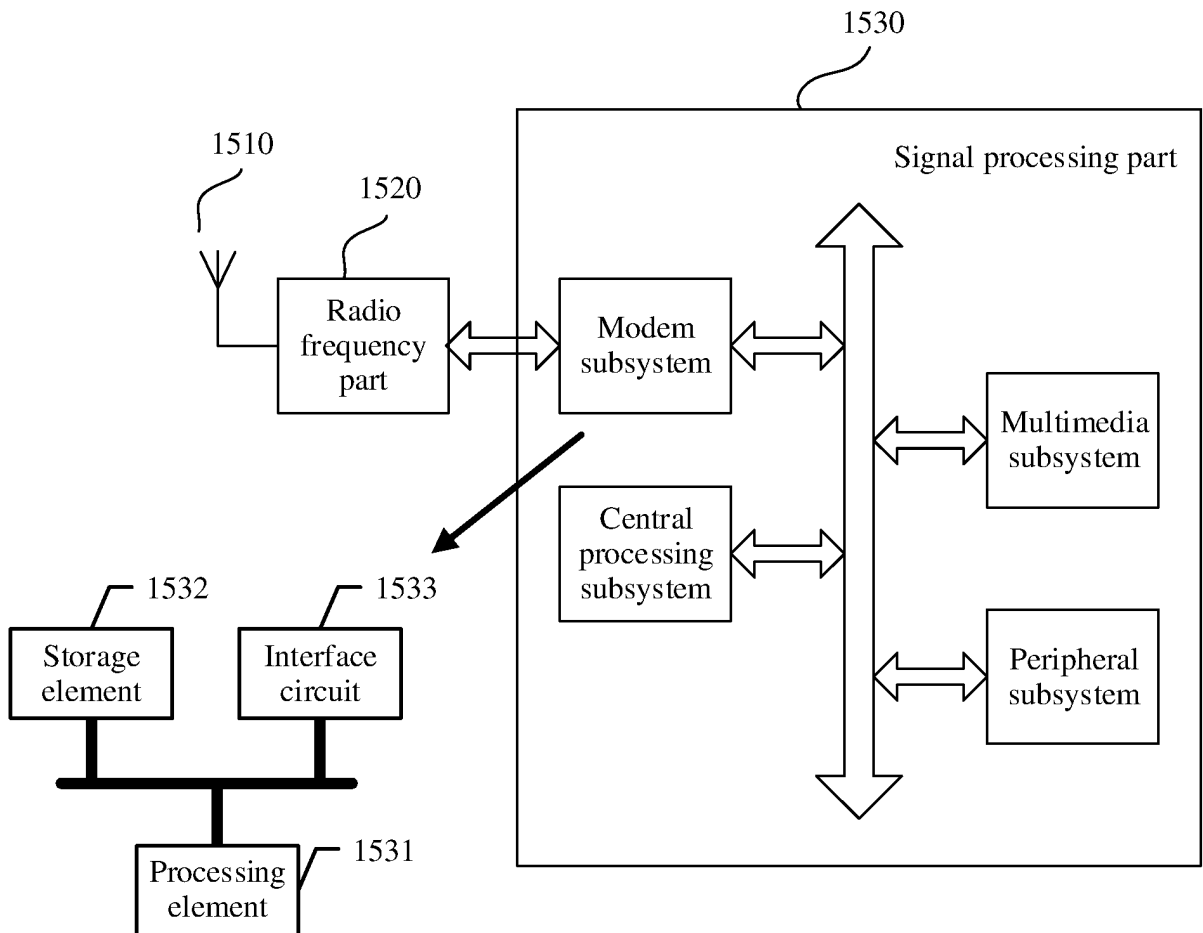 1530
Signal processing part
1510
1520
Radio
frequency
part
Modem
subsystem
Multimedia
subsystem
Central
processing
subsystem
1532
1533
Storage
element
Interface
circuit
Peripheral
subsystem
1531
Processing
element